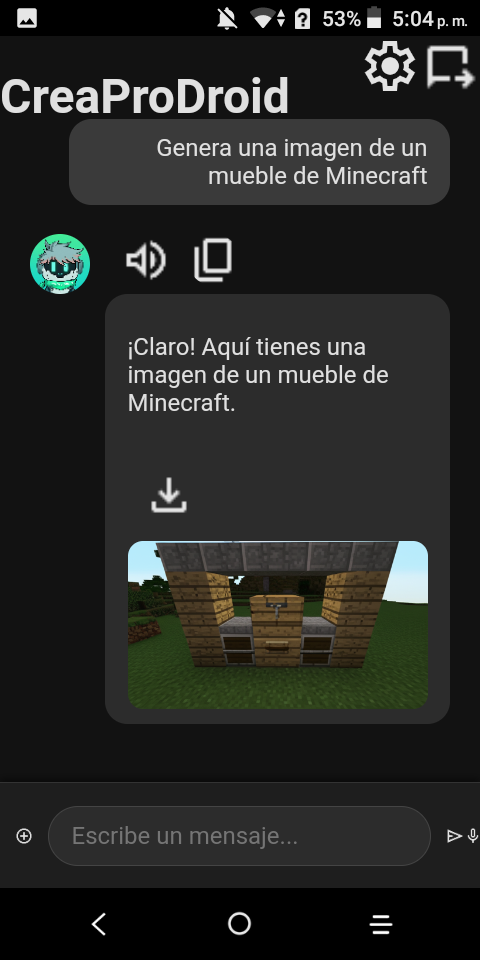 53% 5:04 p. m.
CreaProDroid
Genera una imagen de un
mueble de Minecraft
¡Claro! Aquí tienes una
imagen de un mueble de
Minecraft.
Escribe un mensaje...